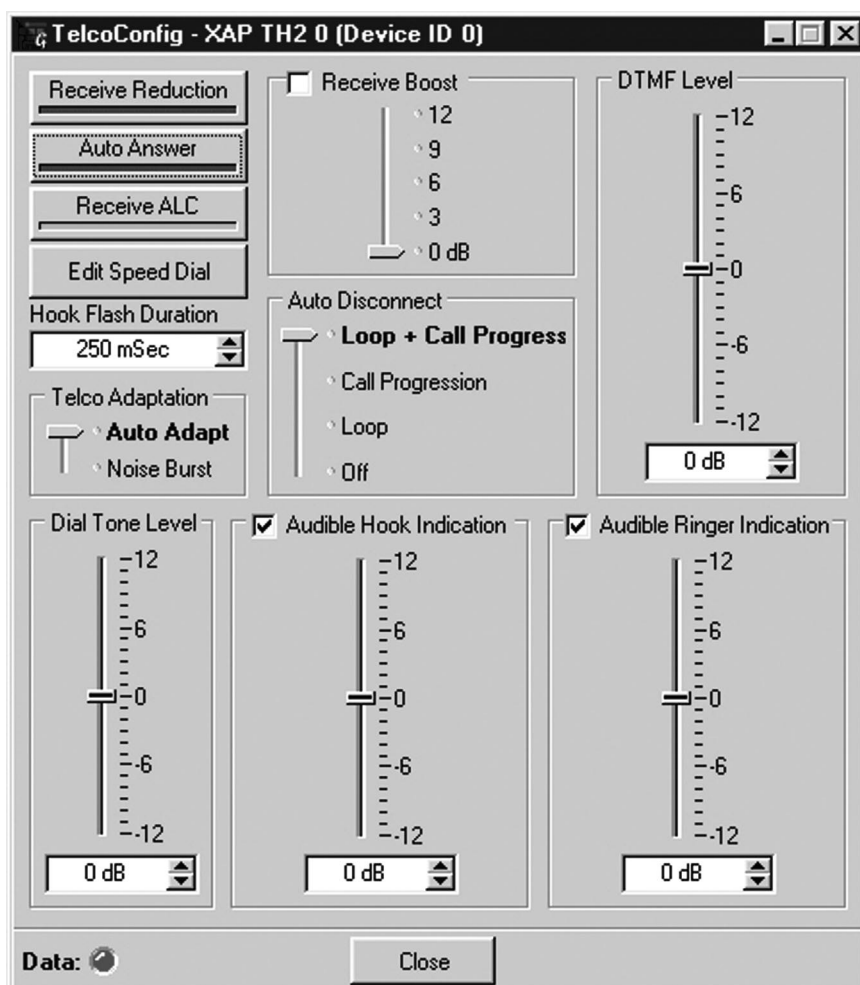 TelcoConfig - XAP TH2 0 (Device ID 0)
Receive Reduction
Auto Answer
Receive ALC
Edit Speed Dial
Hook Flash Duration
250 mSec
Telco Adaptation
Auto Adapt
Noise Burst
Receive Boost
12
9
6
3
0 dB
Auto Disconnect
Loop + Call Progress
Call Progression
Loop
Off
DTMF Level
12
6
0
-6
-12
0 dB
Dial Tone Level
12
6
0
-6
-12
0 dB
Audible Hook Indication
12
6
0
-6
-12
0 dB
Audible Ringer Indication
12
6
0
-6
-12
0 dB
Data:
Close